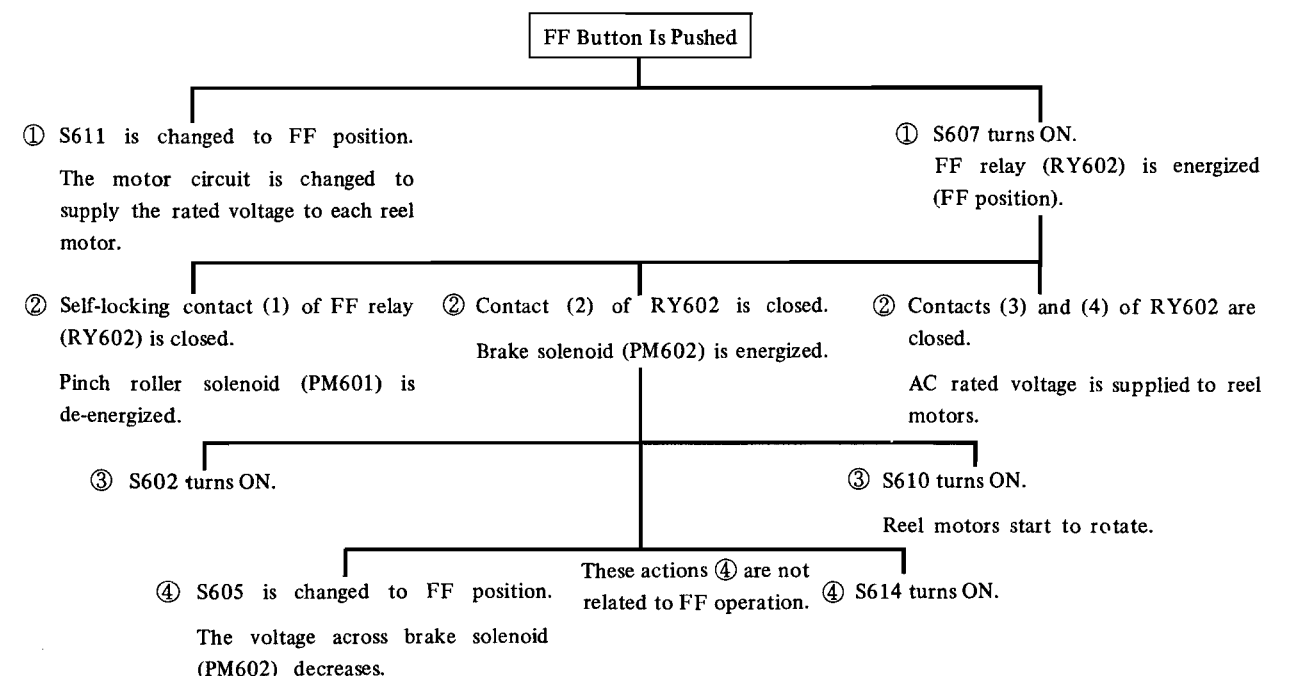 FF Button Is Pushed
① S611 is changed to FF position.
The motor circuit is changed to
supply the rated voltage to each reel
motor.
① S607 turns ON.
FF relay (RY602) is energized
(FF position).
② Self-locking contact (1) of FF relay
(RY602) is closed.
Pinch roller solenoid (PM601) is
de-energized.
② Contact (2) of RY602 is closed.
Brake solenoid (PM602) is energized.
② Contacts (3) and (4) of RY602 are
closed.
AC rated voltage is supplied to reel
motors.
③ S602 turns ON.
③ S610 turns ON.
Reel motors start to rotate.
④ S605 is changed to FF position.
The voltage across brake solenoid
(PM602) decreases.
These actions ④ are not
related to FF operation.
④ S614 turns ON.